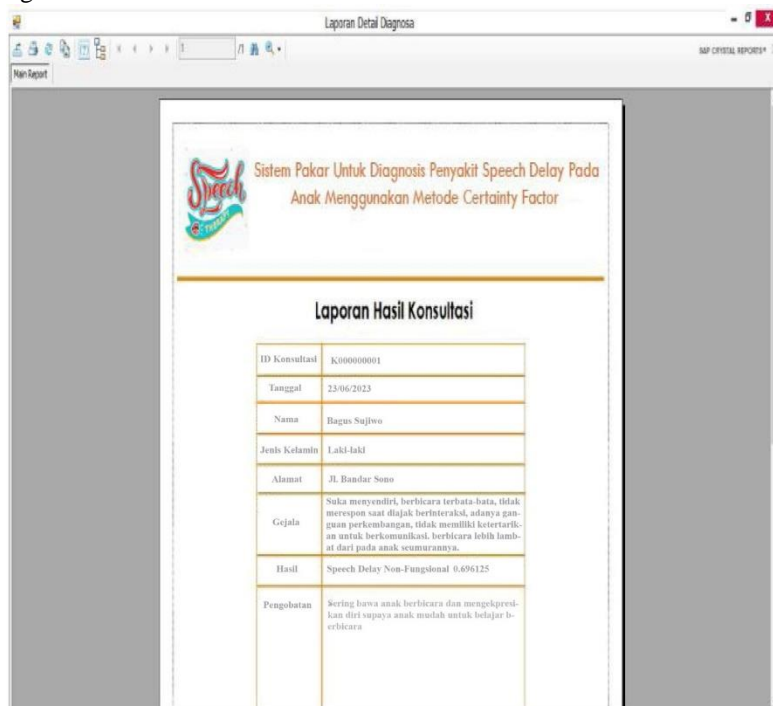 Laporan Detail Diagnosa
1
/1
SAP CRYSTAL REPORTS®
Main Report
Speech
THERAPY
Sistem Pakar Untuk Diagnosis Penyakit Speech Delay Pada
Anak Menggunakan Metode Certainty Factor
Laporan Hasil Konsultasi
ID Konsultasi K000000001
Tanggal 23/06/2023
Nama Bagus Sujiwo
Jenis Kelamin Laki-laki
Alamat Jl. Bandar Sono
Gejala
Suka menyendiri, berbicara terbata-bata, tidak
merespon saat diajak berinteraksi, adanya gan-
guan perkembangan, tidak memiliki ketertarik-
an untuk berkomunikasi. berbicara lebih lamb-
at dari pada anak seumurannya.
Hasil Speech Delay Non-Fungsional 0.696125
Pengobatan
Sering bawa anak berbicara dan mengekpresi-
kan diri supaya anak mudah untuk belajar b-
erbicara